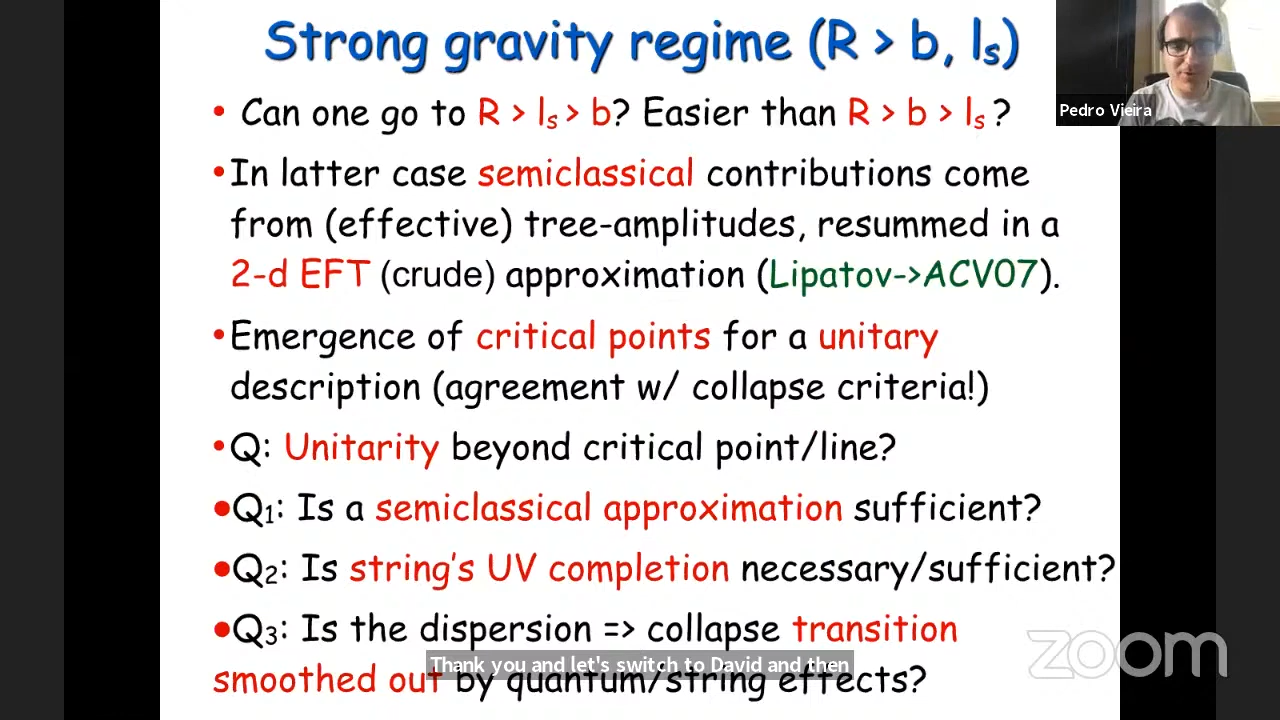 Strong gravity regime (R > b, lₛ)
Pedro Vieira
• Can one go to R > lₛ > b? Easier than R > b > lₛ ?
•In latter case semiclassical contributions come
from (effective) tree-amplitudes, resummed in a
2-d EFT (crude) approximation (Lipatov->ACV07).
•Emergence of critical points for a unitary
description (agreement w/ collapse criteria!)
•Q: Unitarity beyond critical point/line?
•Q₁: Is a semiclassical approximation sufficient?
•Q₂: Is string's UV completion necessary/sufficient?
•Q₃: Is the dispersion => collapse transition
zoom
Thank you and let's switch to David and then
smoothed out by quantum/string effects?